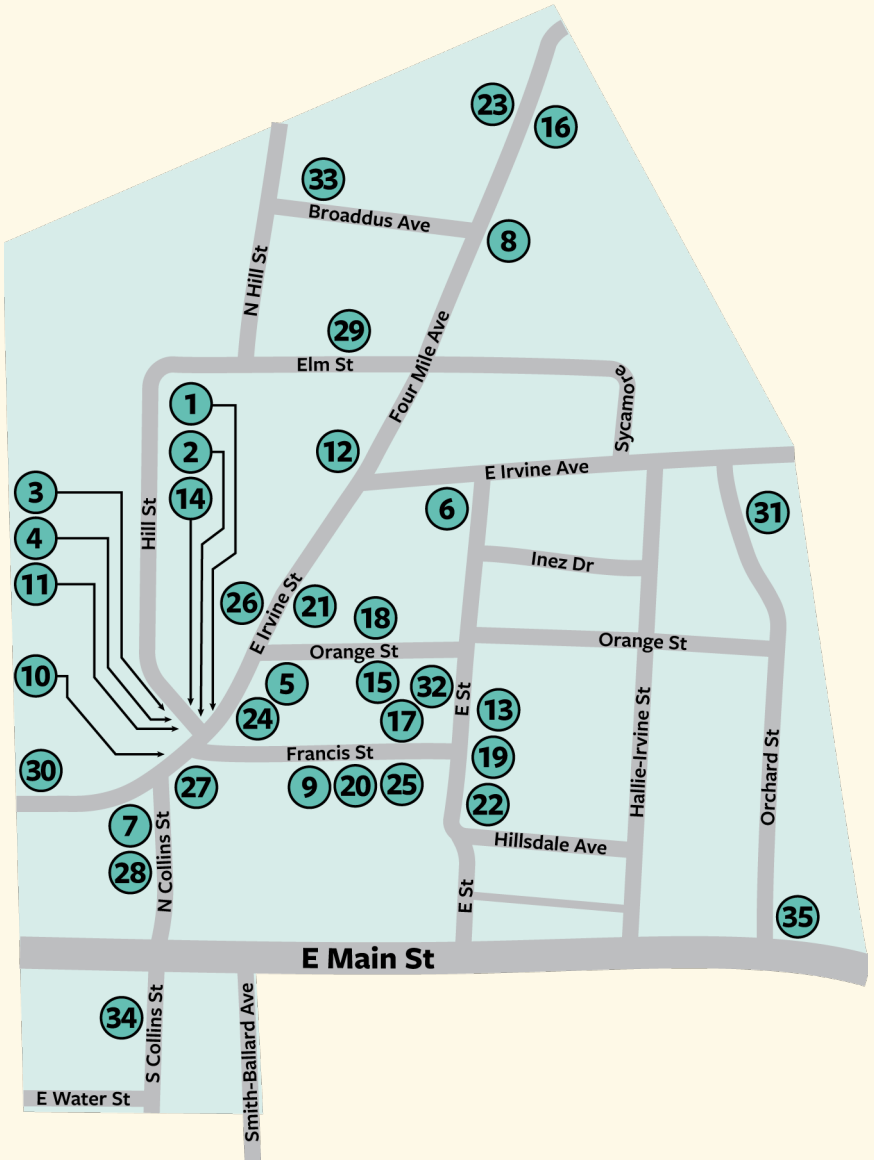 23
16
33
Broaddus Ave
8
N Hill St
29
Four Mile Ave
Elm St
Sycamore
1
12
2
E Irvine Ave
3
14
6
31
4
Hill St
Inez Dr
11
26
E Irvine St
21
18
Orange St
Orange St
10
5
15
32
E St
13
24
17
Hallie-Irvine St
Francis St
19
30
27
9
20
25
Orchard St
22
7
Hillsdale Ave
28
N Collins St
E St
35
E Main St
34
S Collins St
Smith-Ballard Ave
E Water St